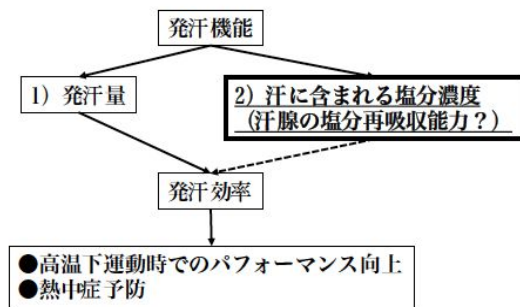 発汗機能
1）発汗量
2）汗に含まれる塩分濃度
（汗腺の塩分再吸収能力？）
発汗効率
●高温下運動時でのパフォーマンス向上
●熱中症予防